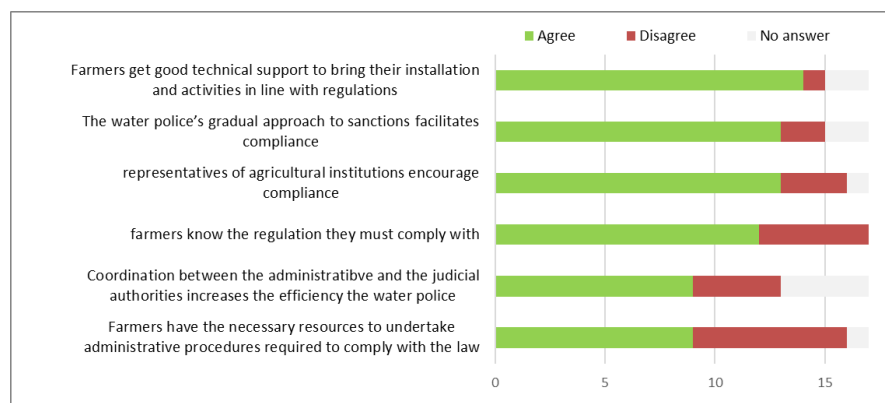 Agree Disagree No answer
Farmers get good technical support to bring their installation
and activities in line with regulations
The water police's gradual approach to sanctions facilitates
compliance
representatives of agricultural institutions encourage
compliance
farmers know the regulation they must comply with
Coordination between the administratibve and the judicial
authorities increases the efficiency the water police
Farmers have the necessary resources to undertake
administrative procedures required to comply with the law
0 5 10 15